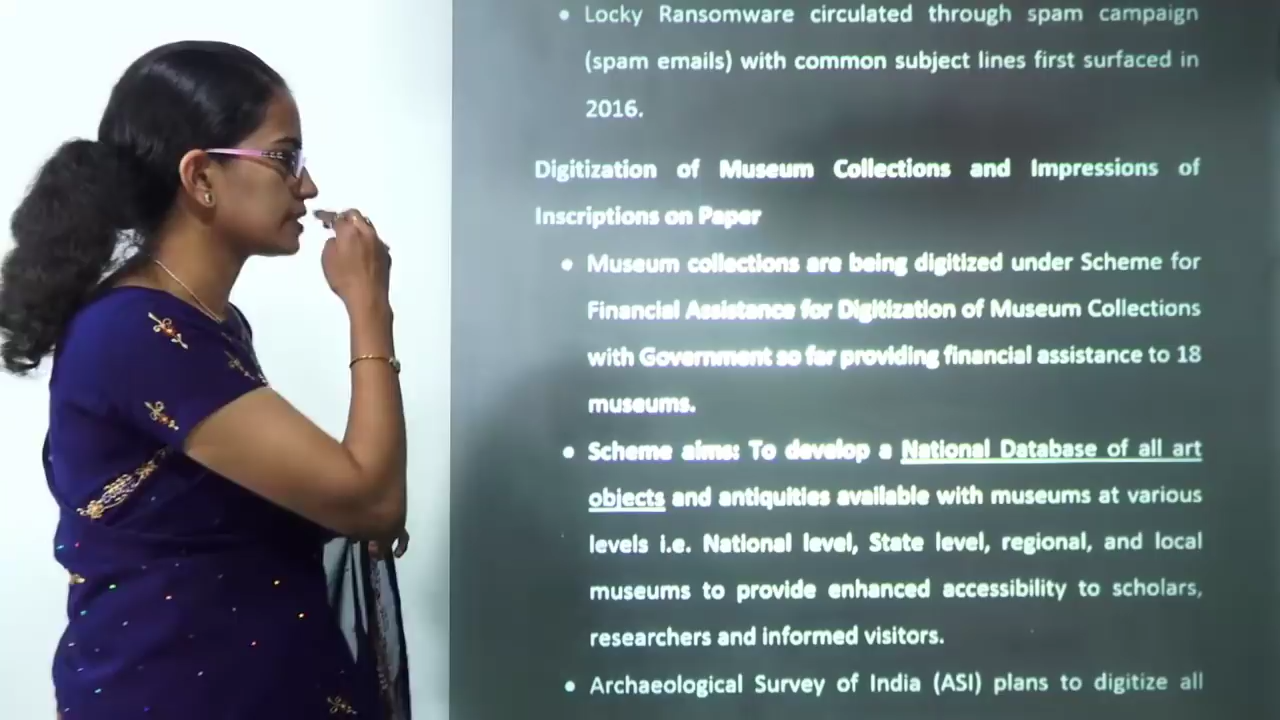 • Locky Ransomware circulated through spam campaign
(spam emails) with common subject lines first surfaced in
2016.
Digitization of Museum Collections and Impressions of
Inscriptions on Paper
• Museum collections are being digitized under Scheme for
Financial Assistance for Digitization of Museum Collections
with Government so far providing financial assistance to 18
museums.
• Scheme aims: To develop a National Database of all art
objects and antiquities available with museums at various
levels i.e. National level, State level, regional, and local
museums to provide enhanced accessibility to scholars,
researchers and informed visitors.
• Archaeological Survey of India (ASI) plans to digitize all